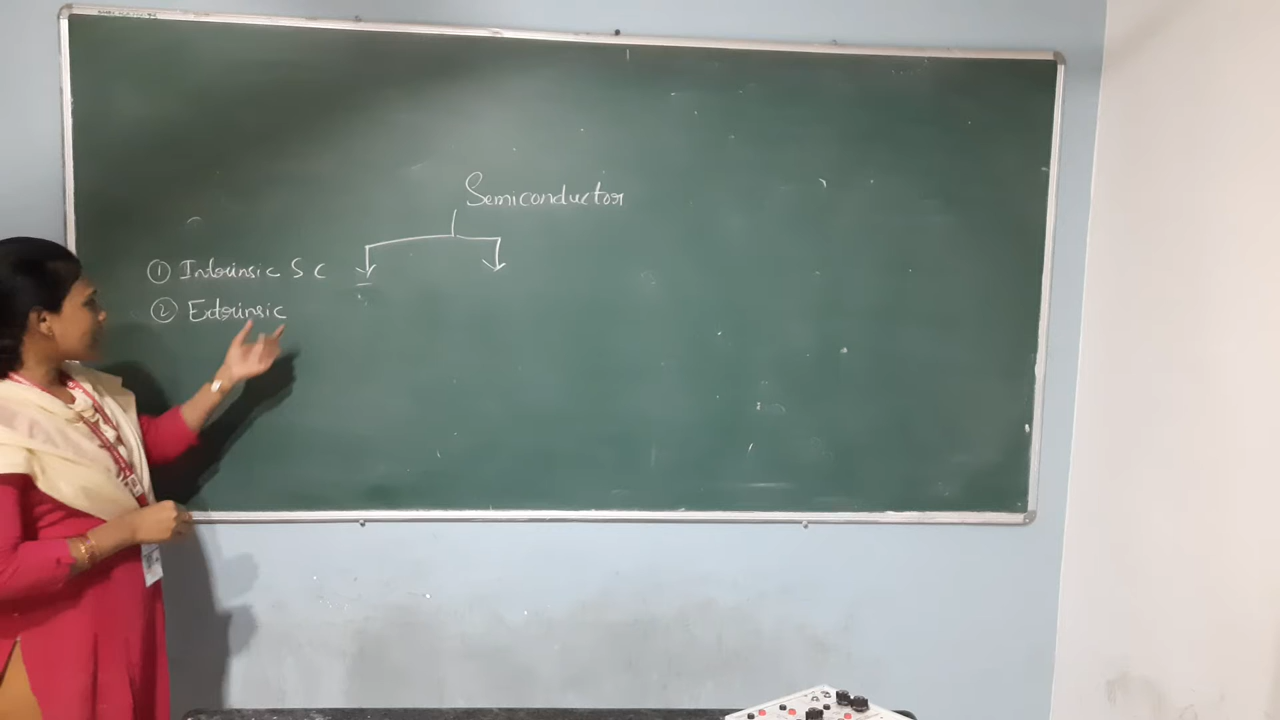 Semiconductor
① Intrinsic S C
② Extrinsic